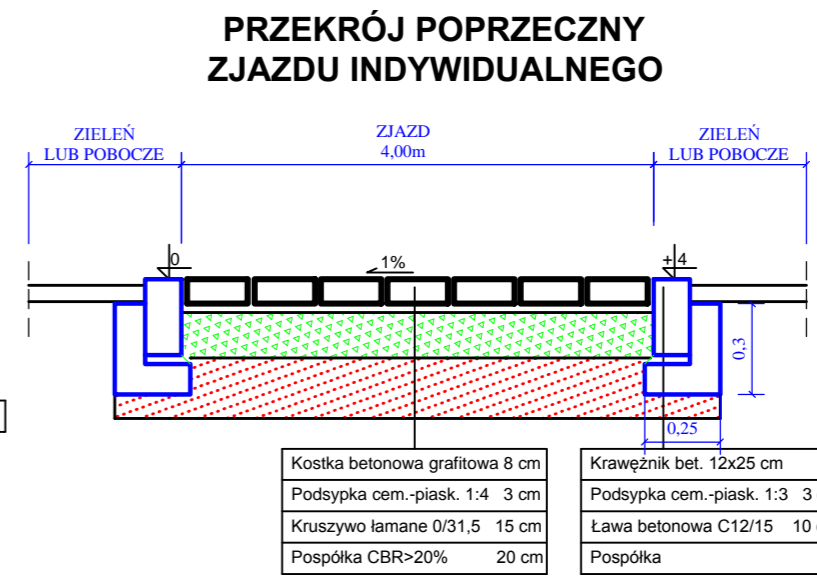 PRZEKRÓJ POPRZECZNY
ZJAZDU INDYWIDUALNEGO
ZIELEŃ
LUB POBOCZE
ZJAZD
4,00m
ZIELEŃ
LUB POBOCZE
0
1%
+4
0,3
0,25
Kostka betonowa grafitowa 8 cm
Podsypka cem.-piask. 1:4 3 cm
Kruszywo łamane 0/31,5 15 cm
Pospółka CBR>20% 20 cm
Krawężnik bet. 12x25 cm
Podsypka cem.-piask. 1:3 3
Ława betonowa C12/15 10
Pospółka